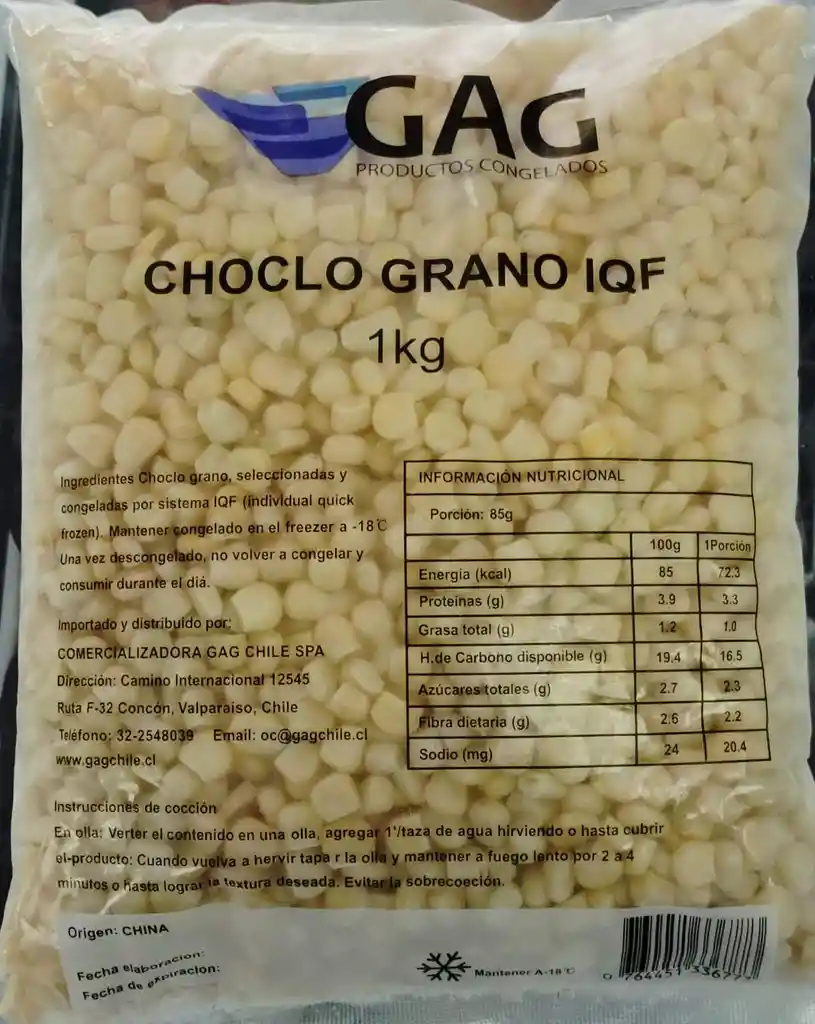 GAG
PRODUCTOS CONGELADOS
CHOCLO GRANO IQF
1kg
Ingredientes Choclo grano, seleccionadas y
congeladas por sistema IQF (individual quick
frozen). Mantener congelado en el freezer a -18°C
Una vez descongelado, no volver a congelar y
consumir durante el diá.
Importado y distribuido por:
COMERCIALIZADORA GAG CHILE SPA
Dirección: Camino Internacional 12545
Ruta F-32 Concón, Valparaiso, Chile
Teléfono: 32-2548039 Email: oc@gagchile.cl
www.gagchile.cl
INFORMACIÓN NUTRICIONAL
Porción: 85g
100g 1Porción
Energía (kcal) 85 72.3
Proteínas (g) 3.9 3.3
Grasa total (g) 1.2 1.0
H.de Carbono disponible (g) 19.4 16.5
Azúcares totales (g) 2.7 2.3
Fibra dietaria (g) 2.6 2.2
Sodio (mg) 24 20.4
Instrucciones de cocción
En olla: Verter el contenido en una olla, agregar 1'/taza de agua hirviendo o hasta cubrir
el-producto: Cuando vuelva a hervir tapa r la olla y mantener a fuego lento por 2 a 4
minutos o hasta lograr la textura deseada. Evitar la sobrecoeción.
Origen: CHINA
Fecha elaboracion:
Fecha de expiracion:
Mantener A-18°C